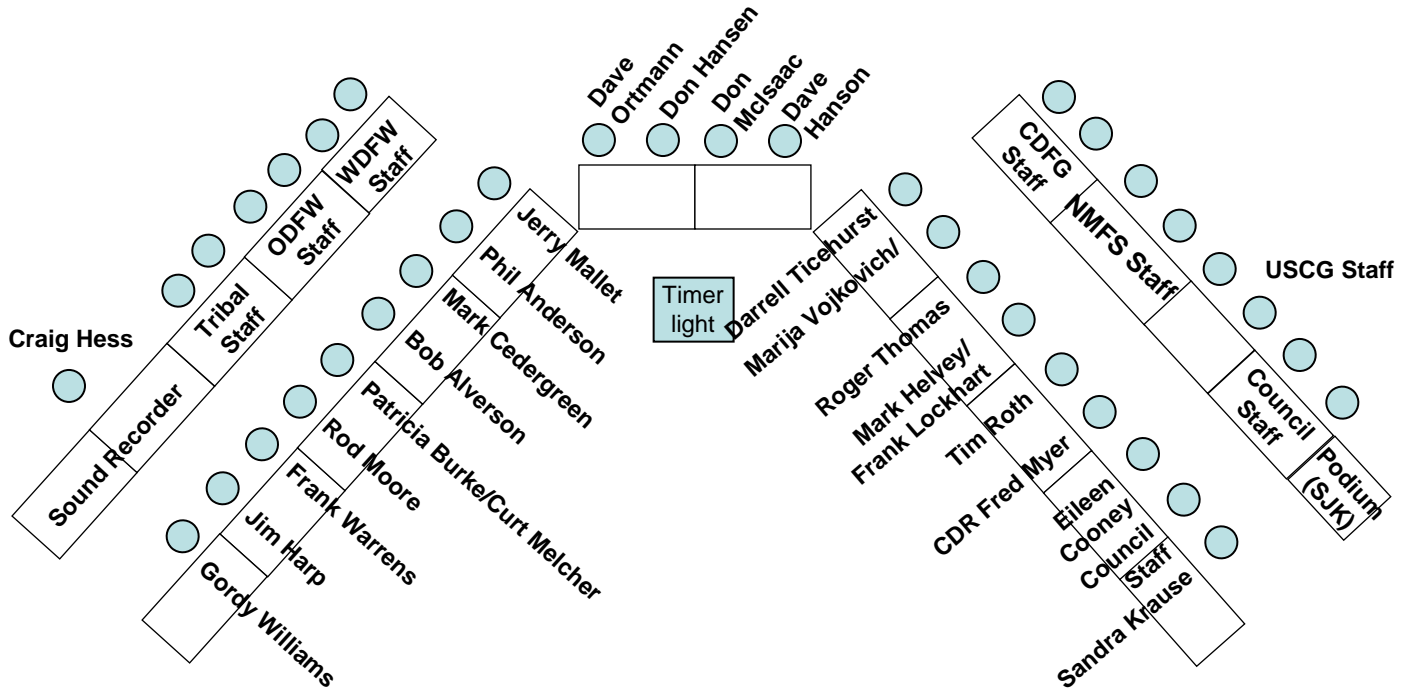 Dave
Ortmann
Don Hansen
Don
McIsaac
Dave
Hanson
WDFW
Staff
ODFW
Staff
Tribal
Staff
Craig Hess
Sound Recorder
Jerry Mallet
Phil Anderson
Mark Cedergreen
Bob Alverson
Patricia Burke/Curt Melcher
Rod Moore
Frank Warrens
Jim Harp
Gordy Williams
Timer
light
Darrell Ticehurst
Marija Vojkovich/
Roger Thomas
Mark Helvey/
Frank Lockhart
Tim Roth
CDR Fred Myer
Eileen
Cooney
Council
Staff
Sandra Krause
CDFG
Staff
NMFS Staff
USCG Staff
Council
Staff
Podium
(SJK)